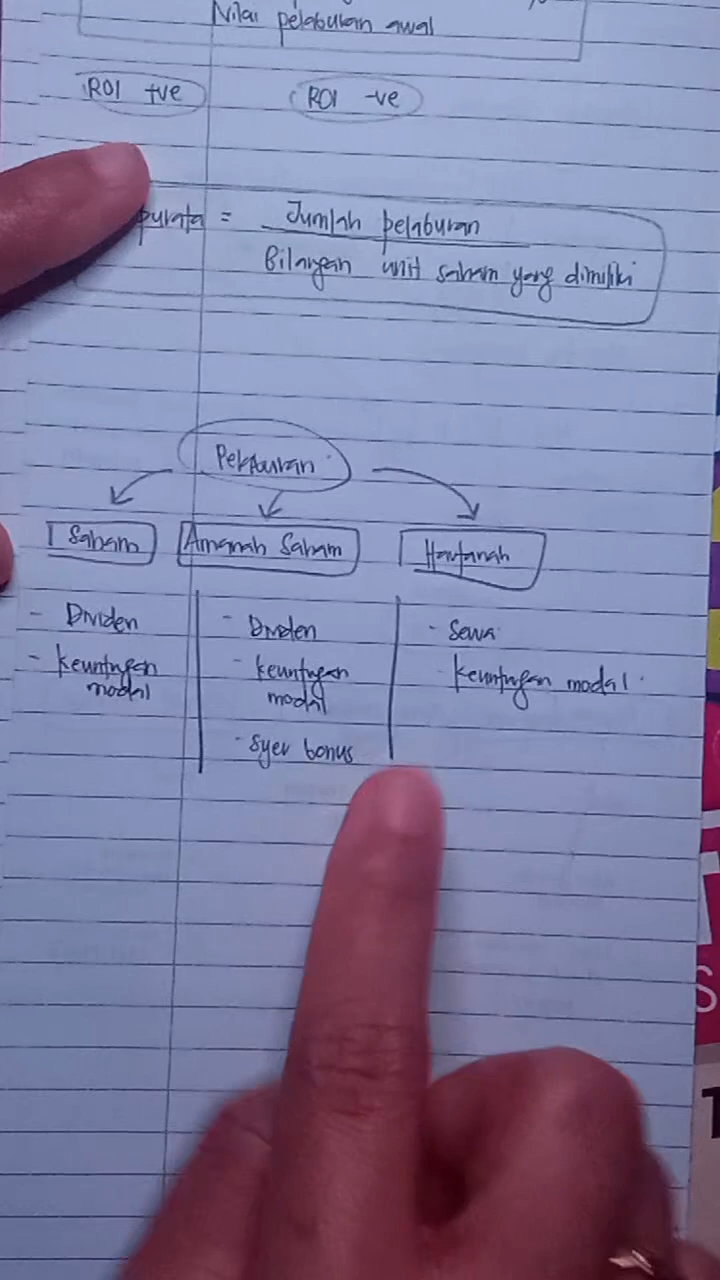 Nilai pelaburan awal
ROI +ve
ROI -ve
purata = Jumlah pelaburan
Bilangan unit saham yang dimiliki
Pelaburan
Saham
Amanah Saham
Hartanah
- Dividen
- Keuntungan
modal
- Dividen
- Keuntungan
modal
- Syer bonus
- Sewa
Keuntungan modal
S
T